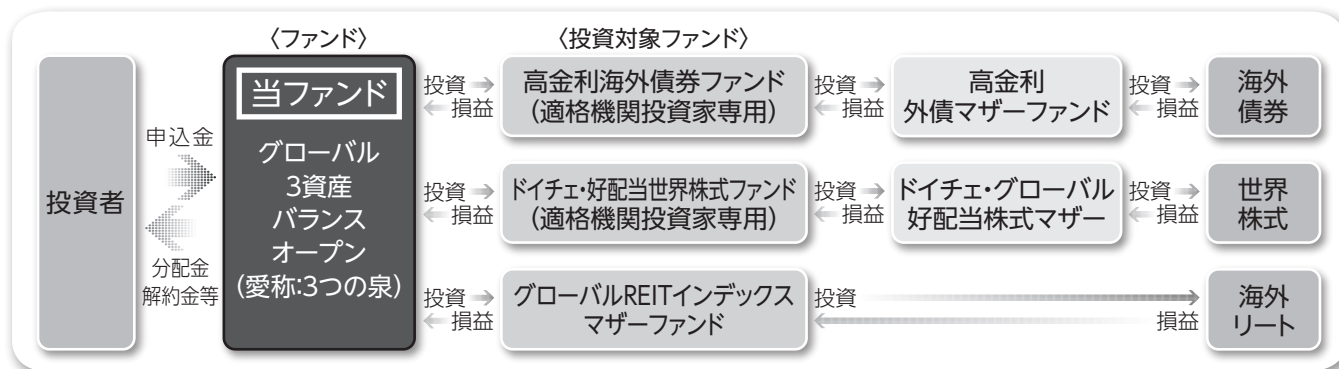 〈ファンド〉
〈投資対象ファンド〉
投資者
申込金
分配金
解約金等
当ファンド
グローバル
3資産
バランス
オープン
(愛称:3つの泉)
投資
損益
高金利海外債券ファンド
(適格機関投資家専用)
投資
損益
高金利
外債マザーファンド
投資
損益
海外
債券
投資
損益
ドイチェ・好配当世界株式ファンド
(適格機関投資家専用)
投資
損益
ドイチェ・グローバル
好配当株式マザー
投資
損益
世界
株式
投資
損益
グローバルREITインデックス
マザーファンド
投資
損益
海外
リート